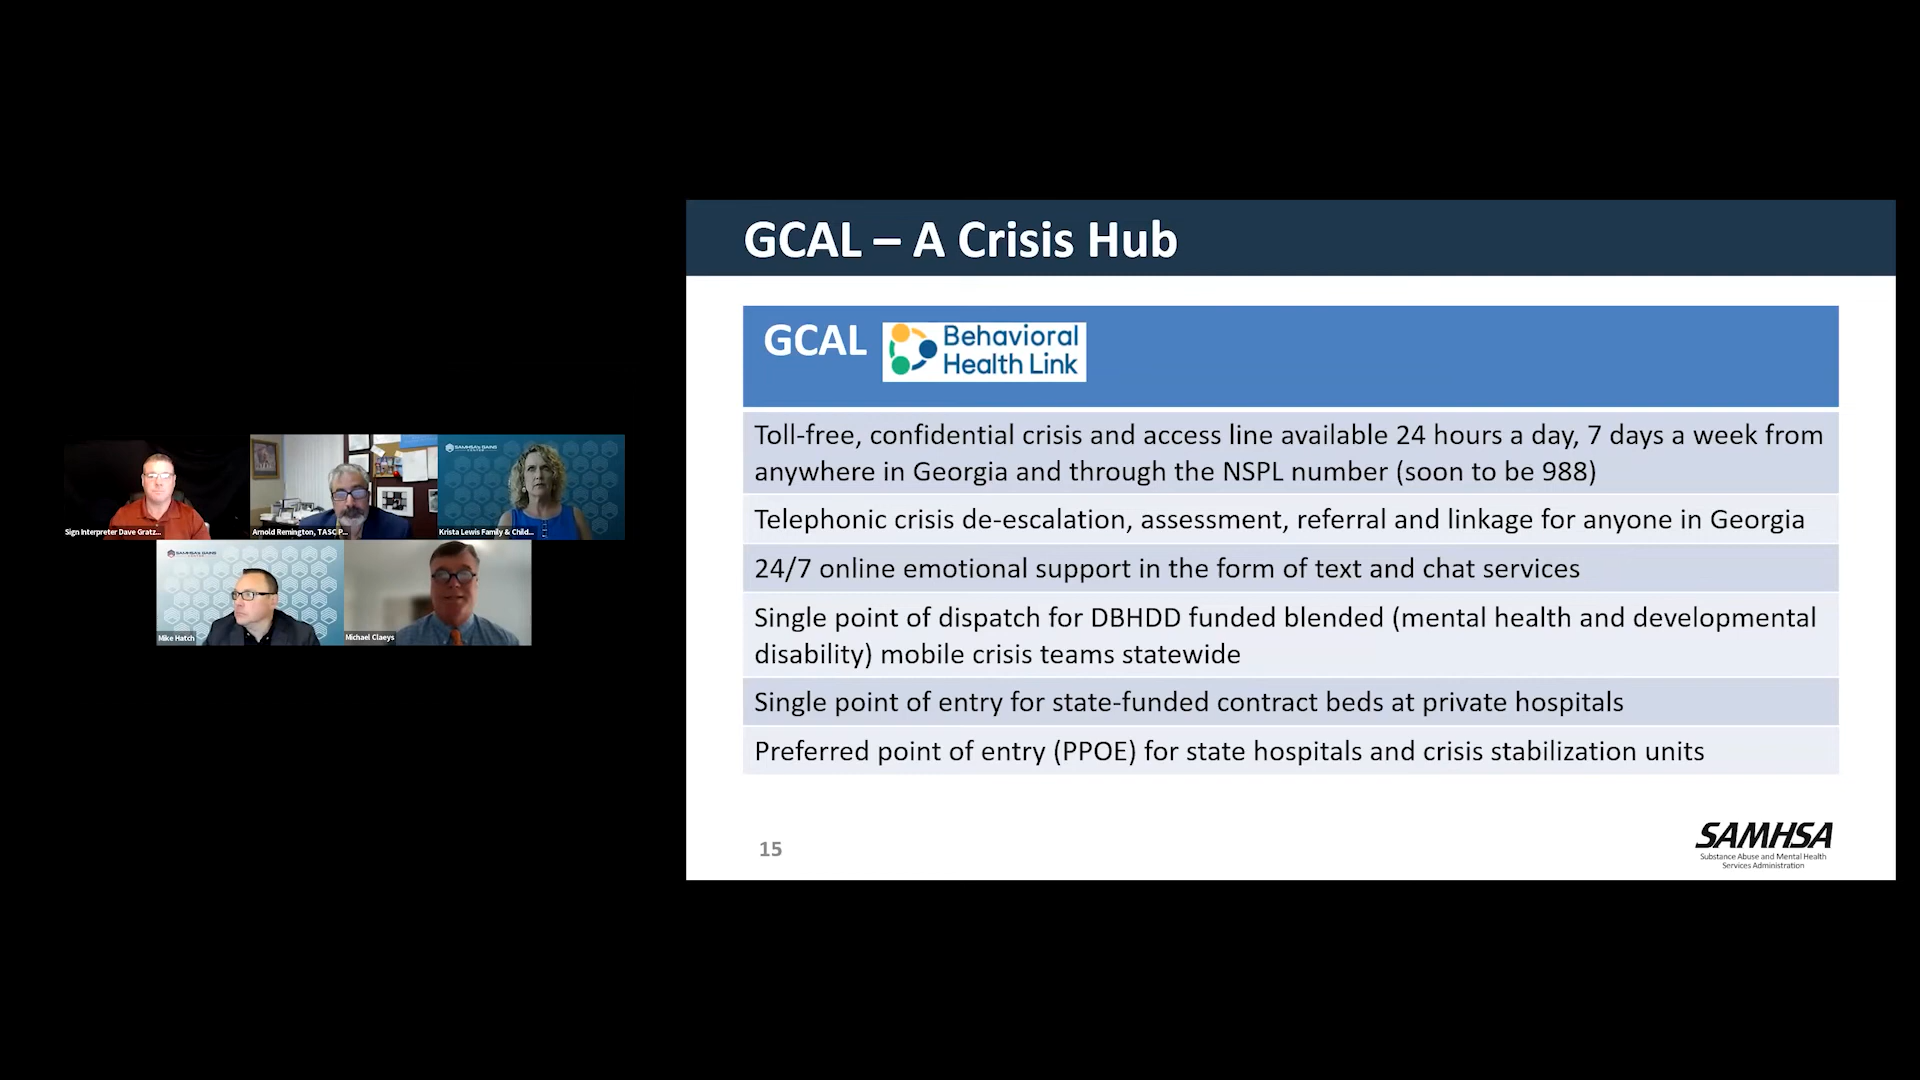 GCAL – A Crisis Hub
GCAL
Behavioral
Health Link
Toll-free, confidential crisis and access line available 24 hours a day, 7 days a week from
anywhere in Georgia and through the NSPL number (soon to be 988)
Telephonic crisis de-escalation, assessment, referral and linkage for anyone in Georgia
24/7 online emotional support in the form of text and chat services
Single point of dispatch for DBHDD funded blended (mental health and developmental
disability) mobile crisis teams statewide
Single point of entry for state-funded contract beds at private hospitals
Preferred point of entry (PPOE) for state hospitals and crisis stabilization units
15
SAMHSA
Substance Abuse and Mental Health
Services Administration
Sign Interpreter Dave Gratz...
Arnold Remington, TASC P...
SAMHSA's GAINS
CENTER
Krista Lewis Family & Child...
SAMHSA's GAINS
CENTER
Mike Hatch
Michael Claeys